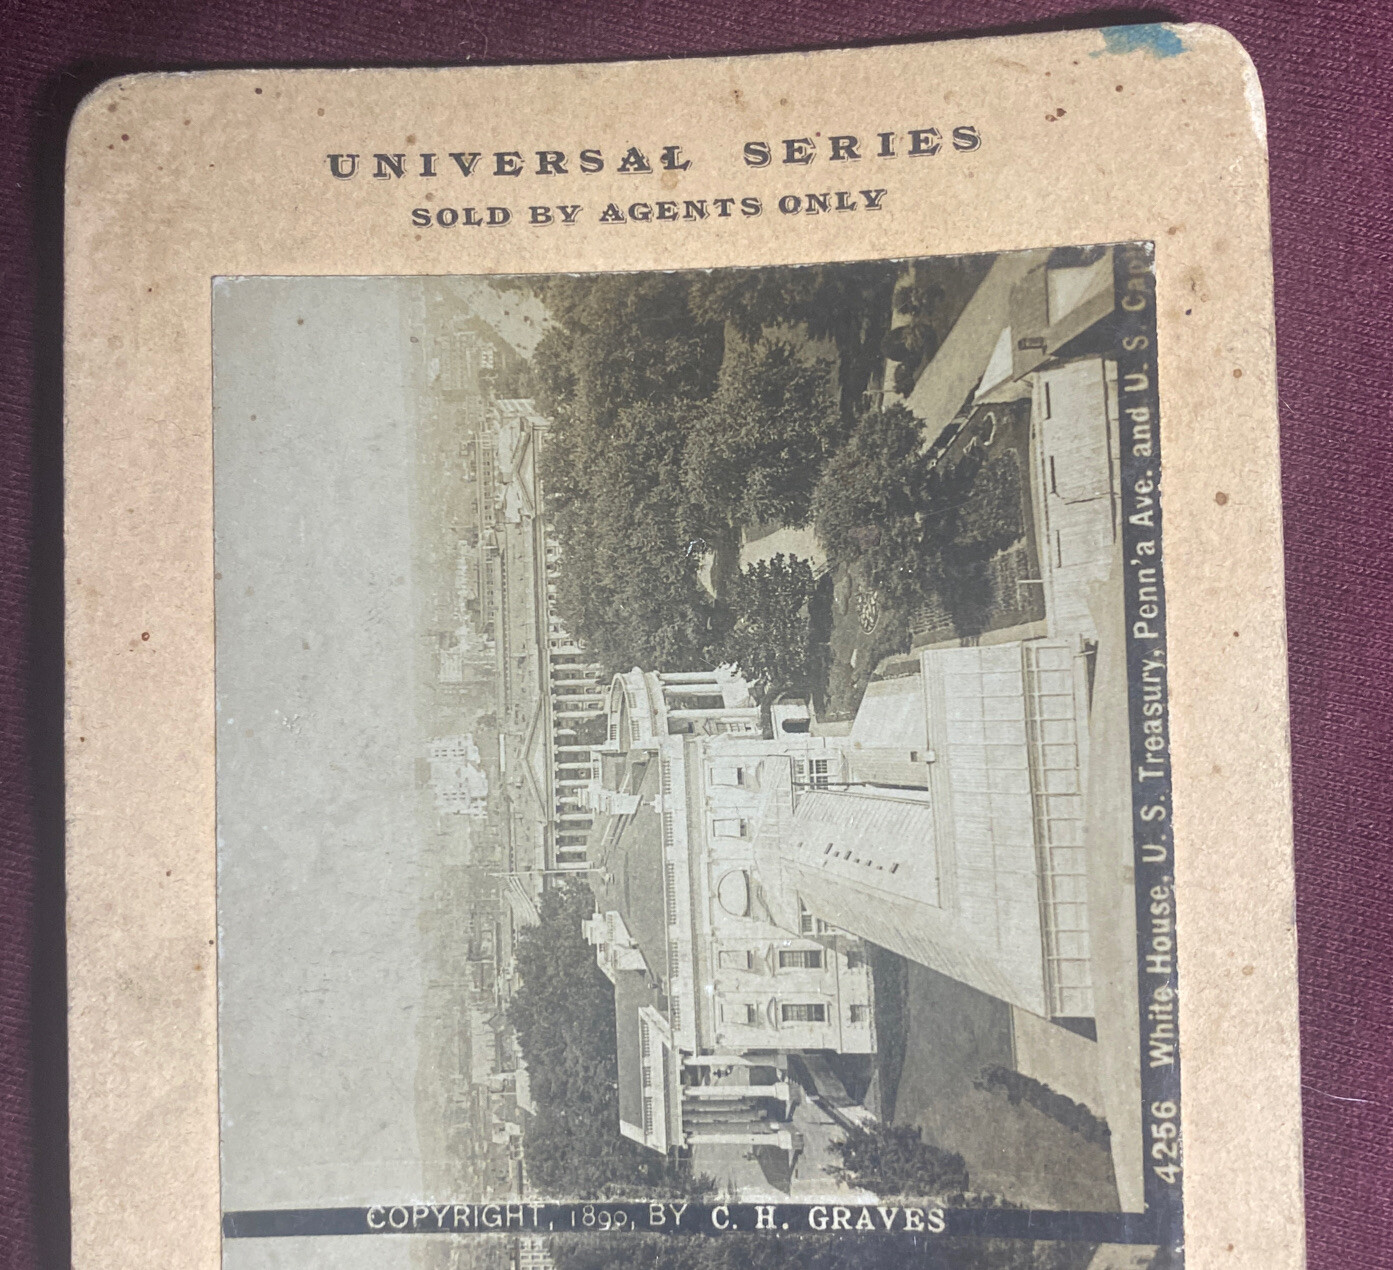 UNIVERSAL SERIES
SOLD BY AGENTS ONLY
4256 White House, U. S. Treasury, Penn'a Ave. and U. S.
COPYRIGHT, 1890, BY C. H. GRAVES